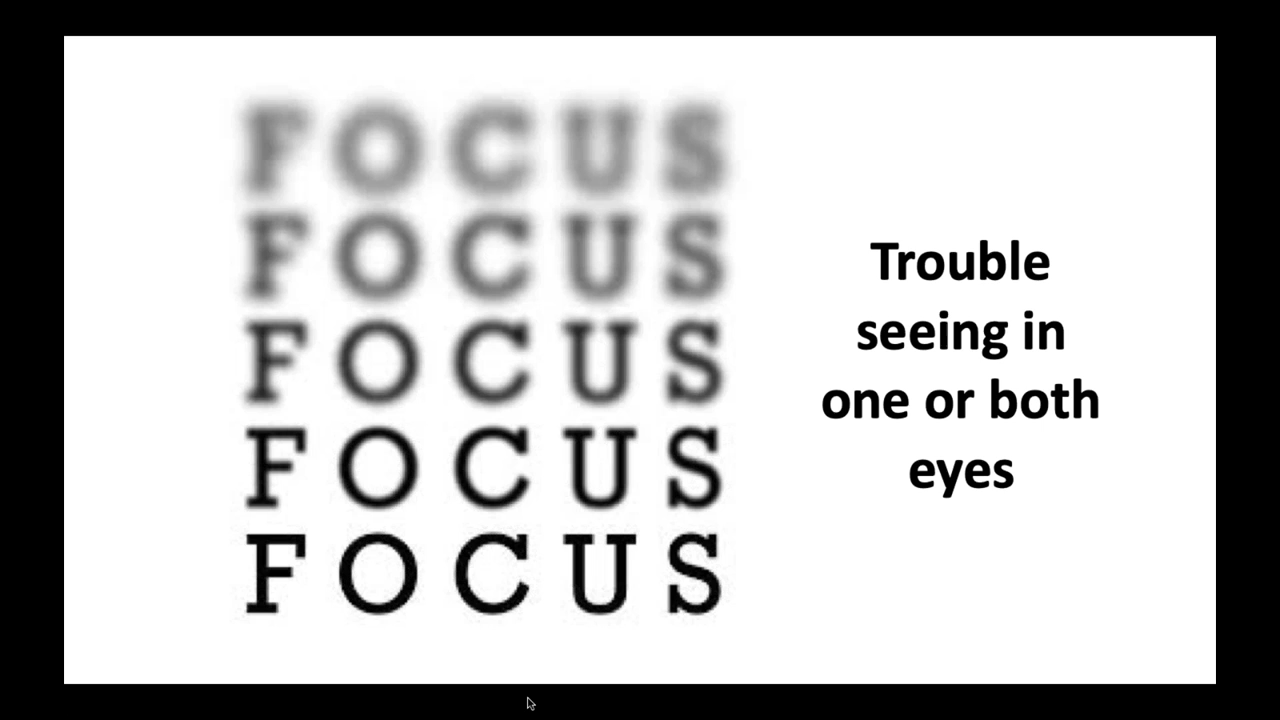 FOCUS
FOCUS
FOCUS
FOCUS
FOCUS
Trouble
seeing in
one or both
eyes